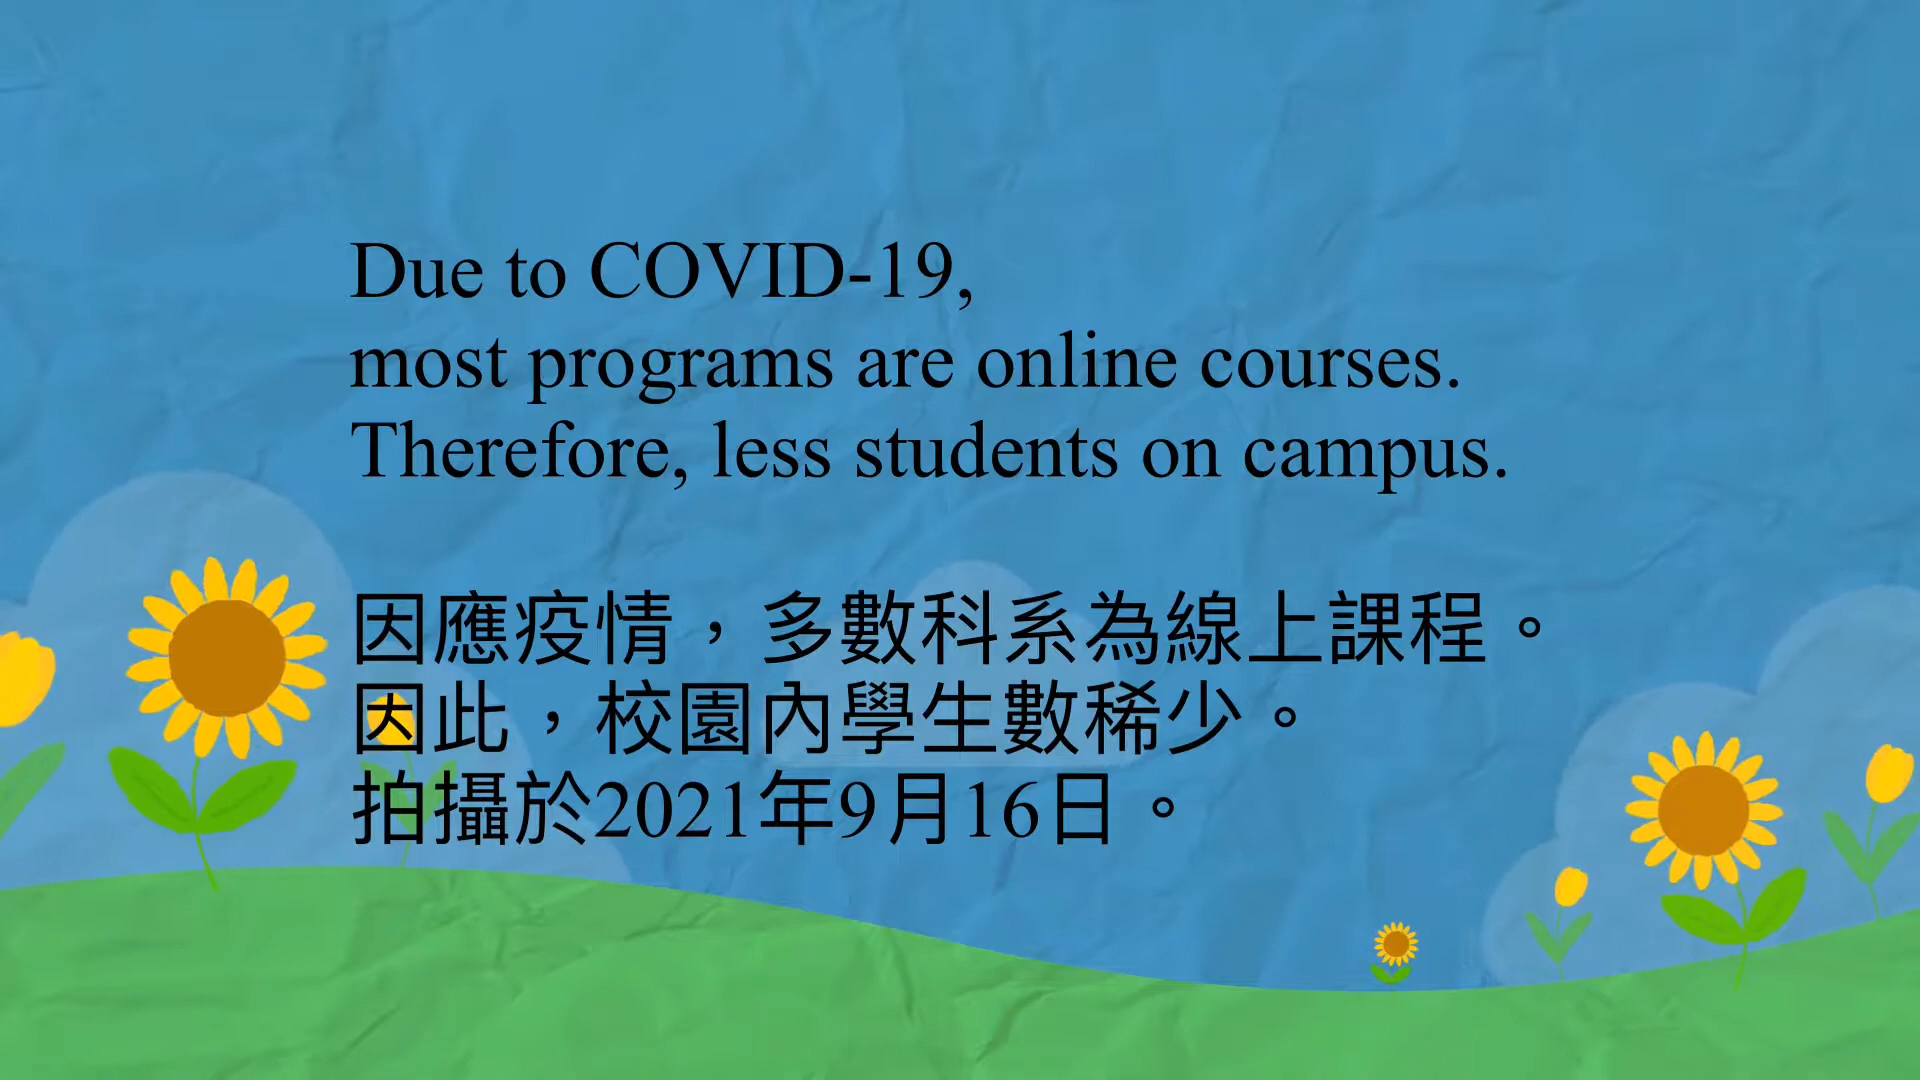 Due to COVID-19,
most programs are online courses.
Therefore, less students on campus.
因應疫情，多數科系為線上課程。
因此，校園內學生數稀少。
拍攝於2021年9月16日。